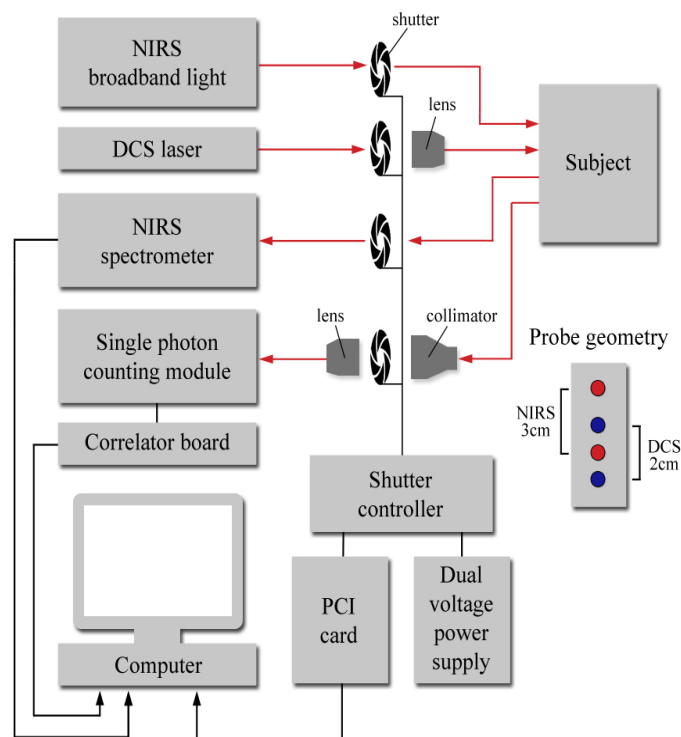 shutter
NIRS
broadband light
lens
DCS laser
Subject
NIRS
spectrometer
lens
collimator
Single photon
counting module
Probe geometry
NIRS
3cm
DCS
2cm
Correlator board
Shutter
controller
PCI
card
Dual
voltage
power
supply
Computer